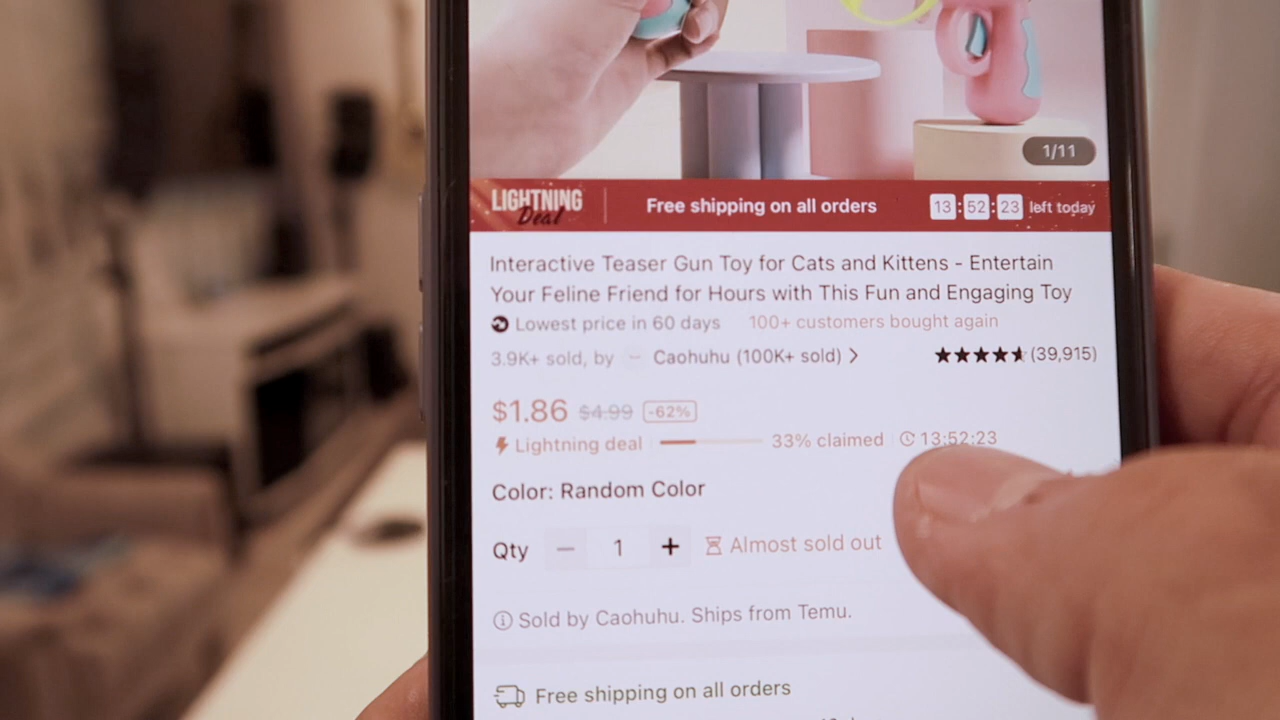 1/11
LIGHTNING Deal Free shipping on all orders 13:52:23 left today
Interactive Teaser Gun Toy for Cats and Kittens - Entertain
Your Feline Friend for Hours with This Fun and Engaging Toy
Lowest price in 60 days 100+ customers bought again
3.9K+ sold, by Caohuhu (100K+ sold) > ★★★★★ (39,915)
$1.86 $4.99 -62%
Lightning deal 33% claimed 13:52:23
Color: Random Color
Qty − 1 + Almost sold out
Sold by Caohuhu. Ships from Temu.
Free shipping on all orders